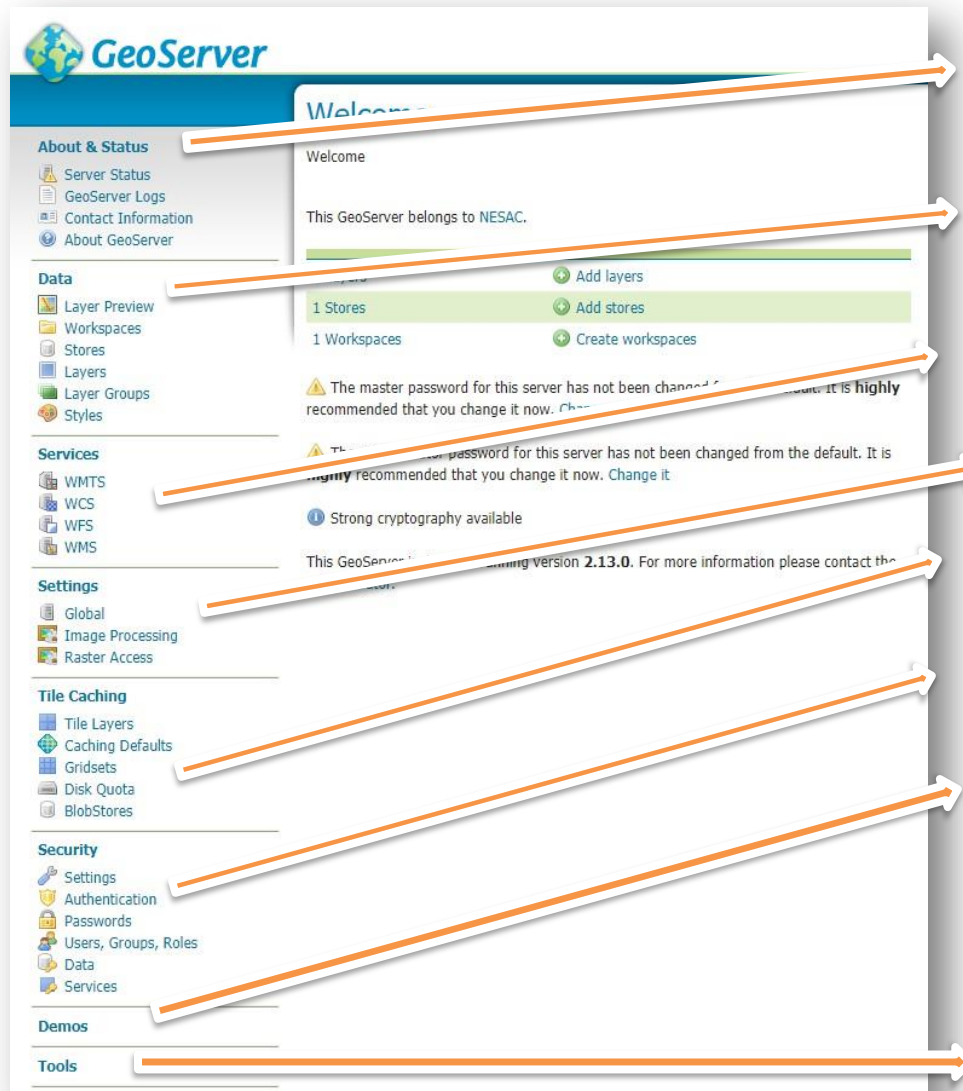 GeoServer
About & Status
Server Status
GeoServer Logs
Contact Information
About GeoServer
Data
Layer Preview
Workspaces
Stores
Layers
Layer Groups
Styles
Services
WMTS
WCS
WFS
WMS
Settings
Global
Image Processing
Raster Access
Tile Caching
Tile Layers
Caching Defaults
Gridsets
Disk Quota
BlobStores
Security
Settings
Authentication
Passwords
Users, Groups, Roles
Data
Services
Demos
Tools
Welcome
Welcome
This GeoServer belongs to NESAC.
Add layers
1 Stores
Add stores
1 Workspaces
Create workspaces
The master password for this server has not been changed It is highly
recommended that you change it now.
password for this server has not been changed from the default. It is
highly recommended that you change it now. Change it
Strong cryptography available
This GeoServer running version 2.13.0. For more information please contact the